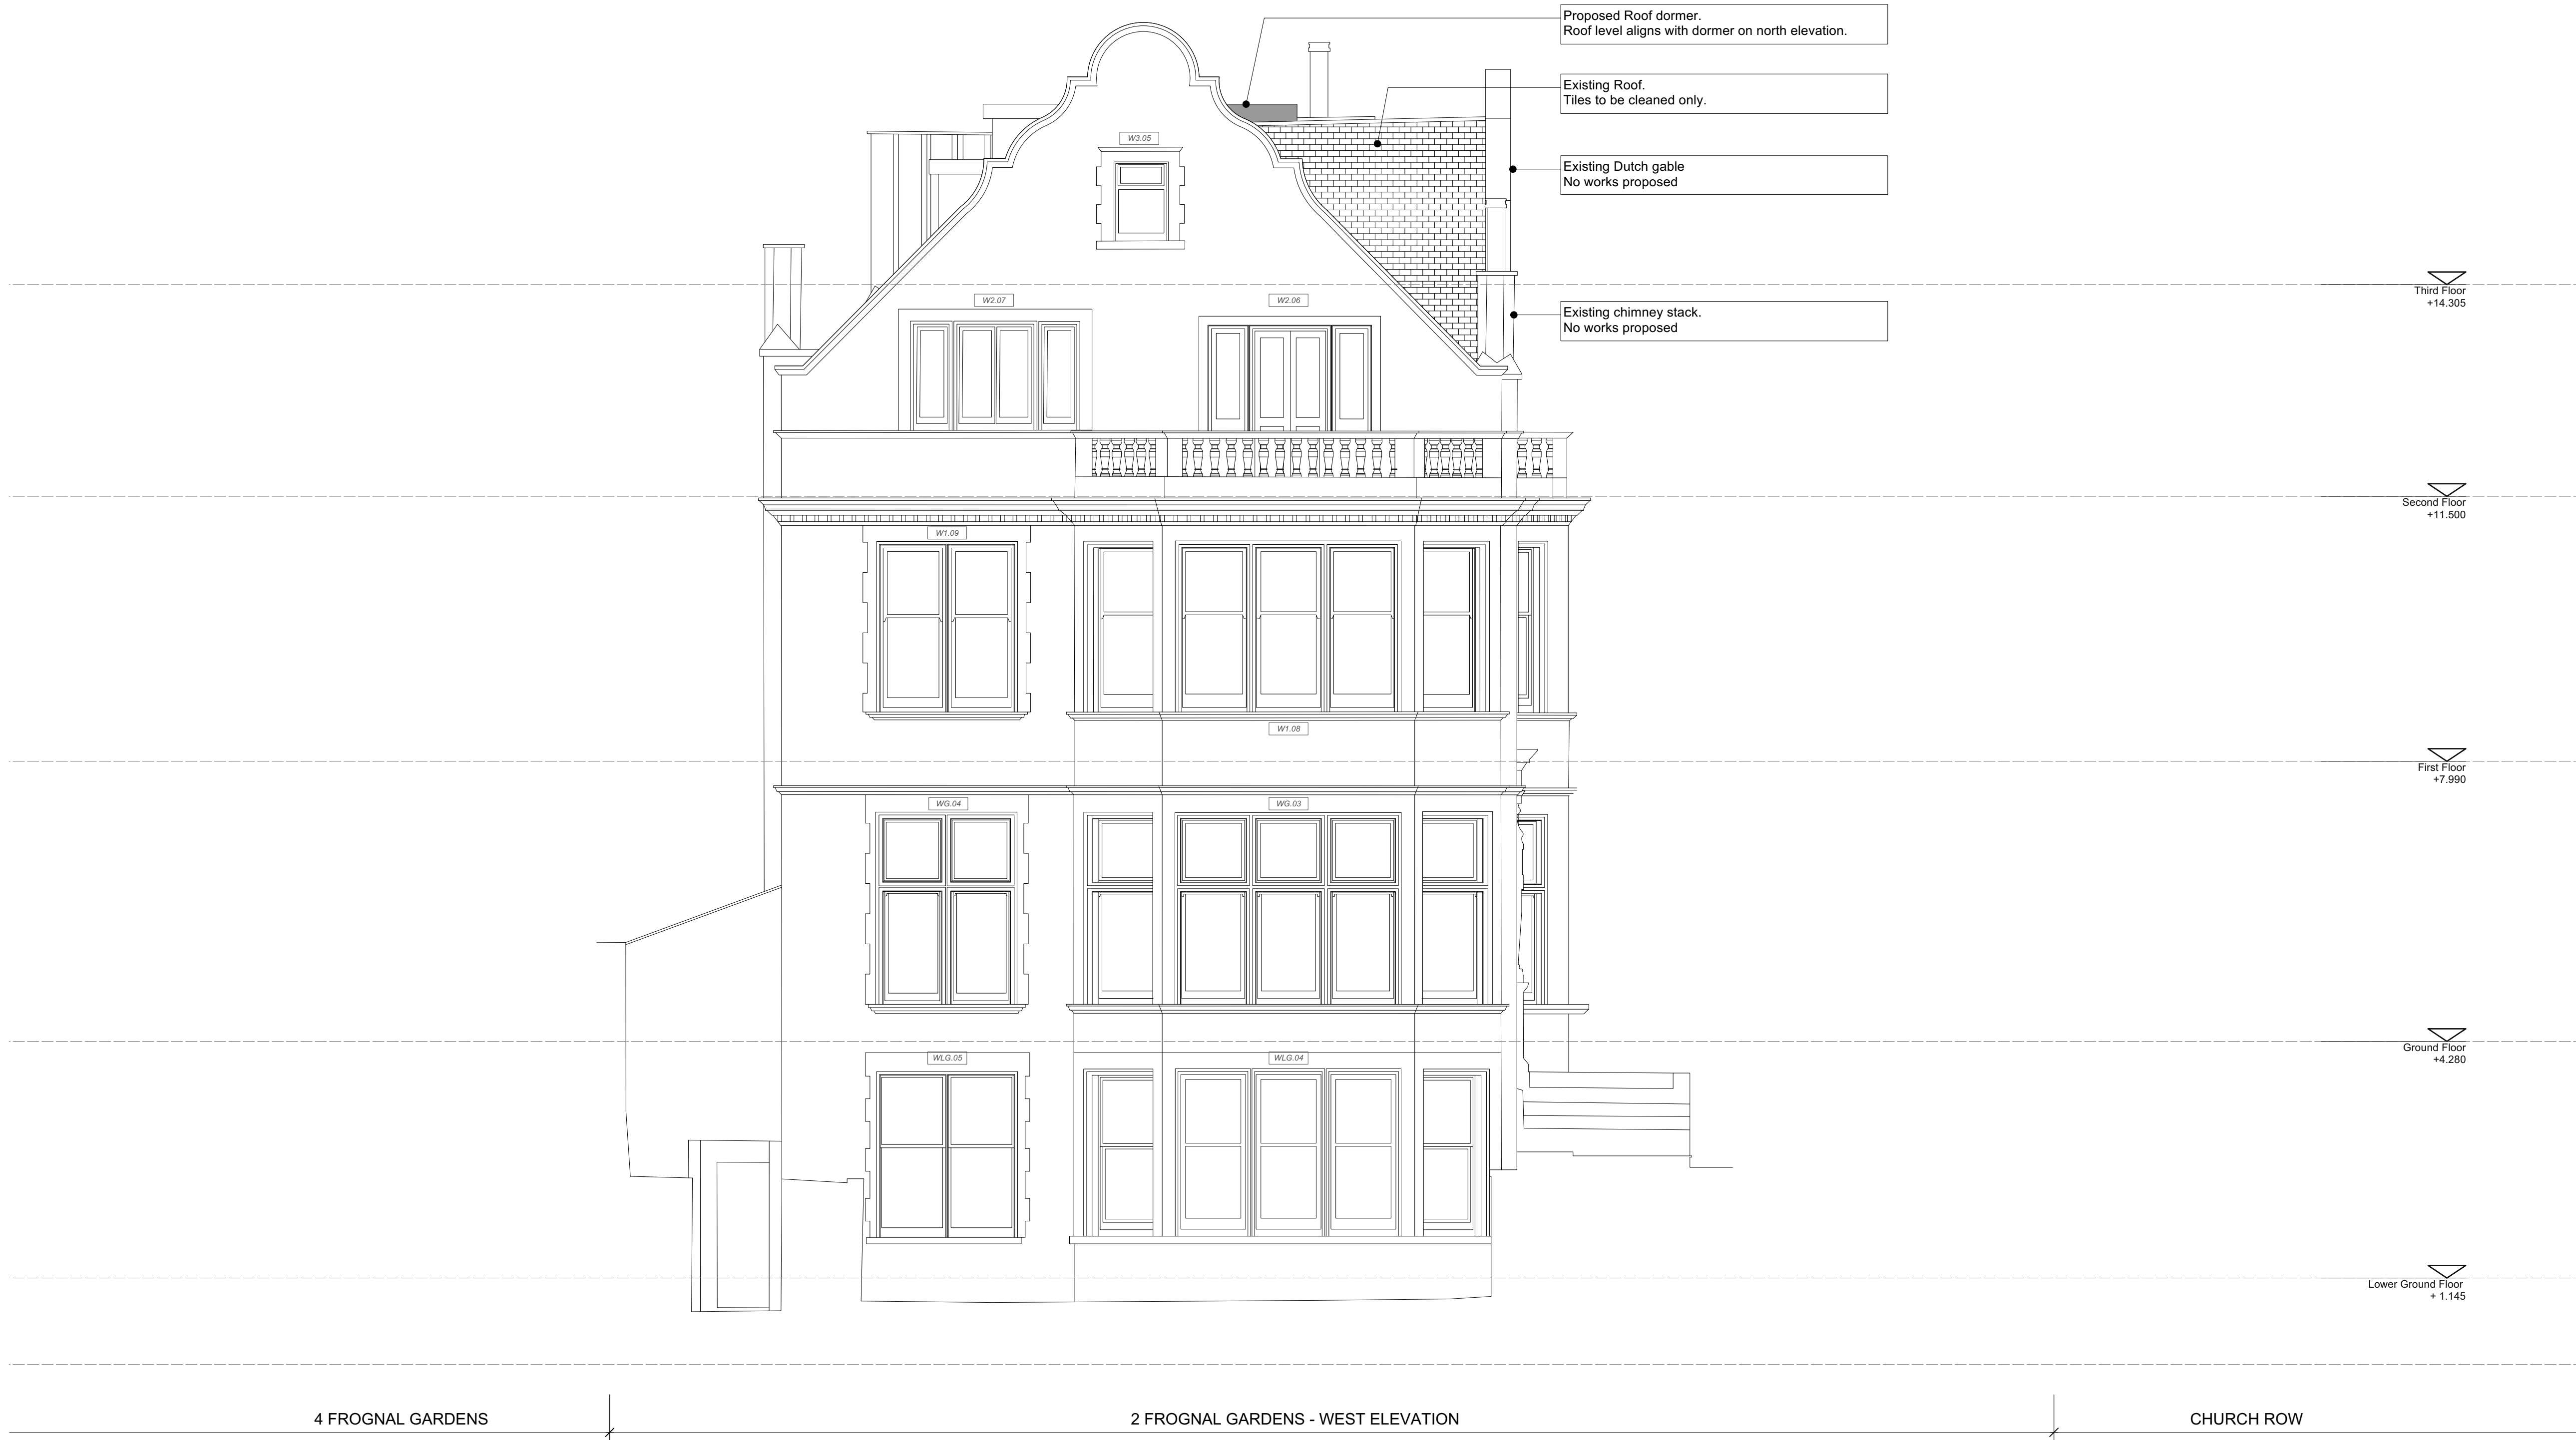 Proposed Roof dormer.
Roof level aligns with dormer on north elevation.
Existing Roof.
Tiles to be cleaned only.
W3.05
Existing Dutch gable
No works proposed
Third Floor
+14.305
W2.07
W2.06
Existing chimney stack.
No works proposed
Second Floor
+11.500
W1.09
W1.08
First Floor
+7.990
WG.04
WG.03
Ground Floor
+4.280
WLG.05
WLG.04
Lower Ground Floor
+ 1.145
4 FROGNAL GARDENS
2 FROGNAL GARDENS - WEST ELEVATION
CHURCH ROW